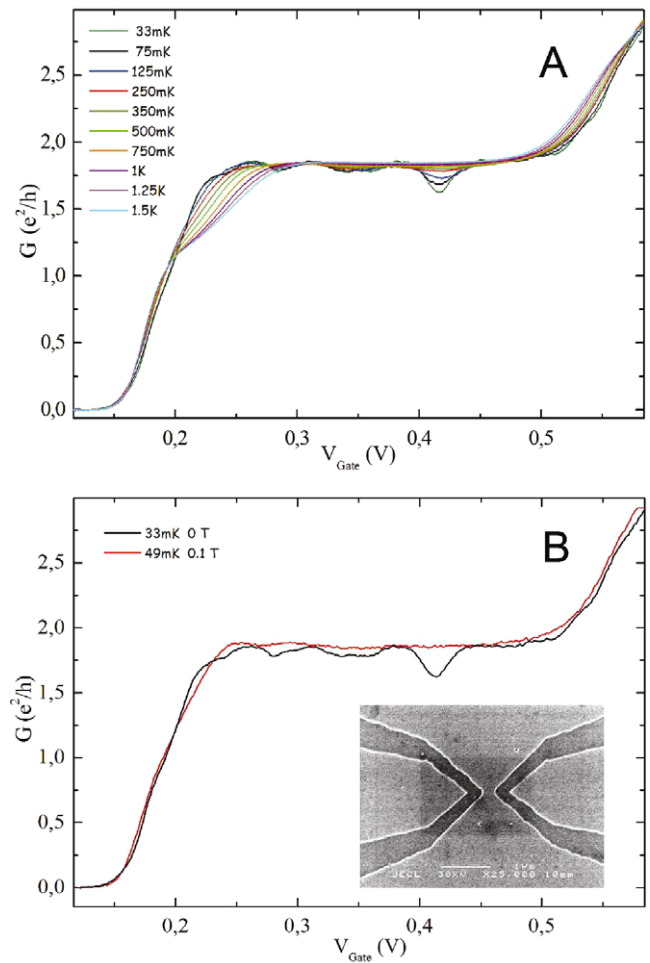 A
33mK
75mK
125mK
250mK
350mK
500mK
750mK
1K
1.25K
1.5K
G (e²/h)
2,5
2,0
1,5
1,0
0,5
0,0
0,2 0,3 0,4 0,5
V_Gate (V)
B
33mK 0 T
49mK 0.1 T
G (e²/h)
2,5
2,0
1,5
1,0
0,5
0,0
JEOL 30KV X25,000 1µm 10mm
0,2 0,3 0,4 0,5
V_Gate (V)